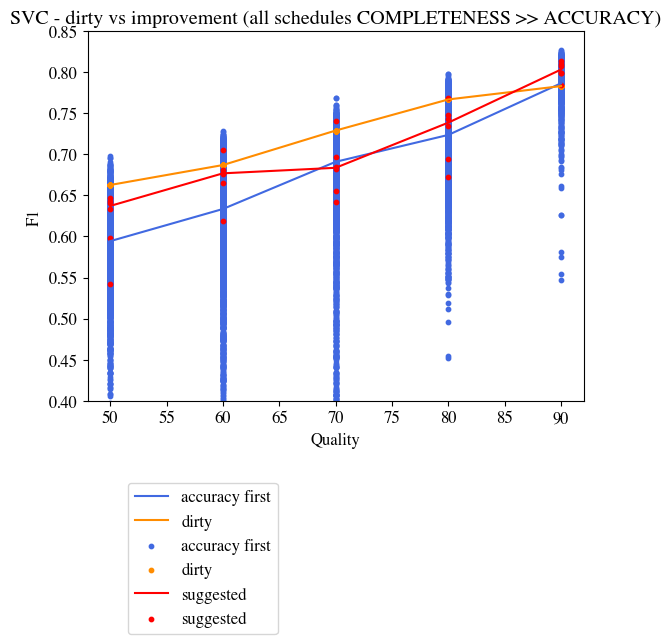 SVC - dirty vs improvement (all schedules COMPLETENESS >> ACCURACY)
0.85
0.80
0.75
0.70
0.65
0.60
0.55
0.50
0.45
0.40
F1
50 55 60 65 70 75 80 85 90
Quality
accuracy first
dirty
accuracy first
dirty
suggested
suggested